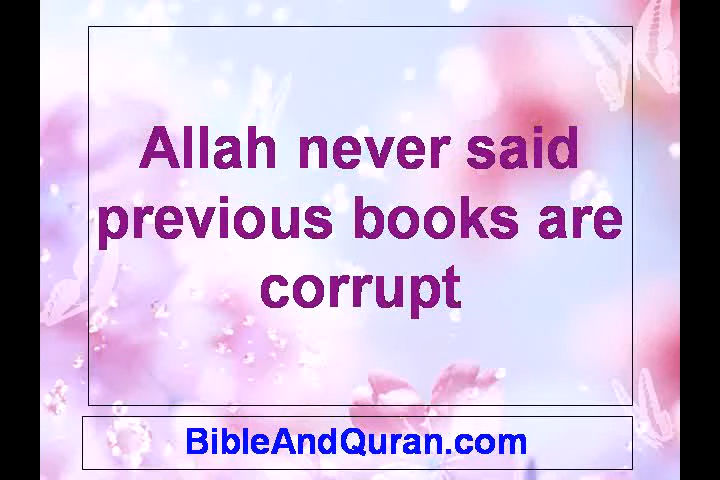 Allah never said
previous books are
corrupt
BibleAndQuran.com